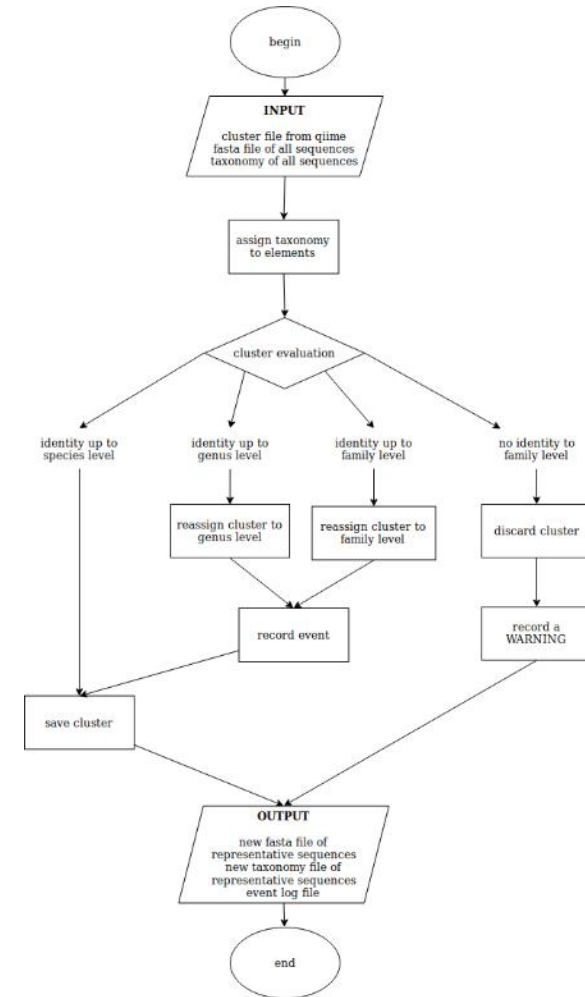 begin
INPUT
cluster file from qiime
fasta file of all sequences
taxonomy of all sequences
assign taxonomy
to elements
cluster evaluation
identity up to
species level
identity up to
genus level
identity up to
family level
no identity to
family level
reassign cluster to
genus level
reassign cluster to
family level
discard cluster
record event
record a
WARNING
save cluster
OUTPUT
new fasta file of
representative sequences
new taxonomy file of
representative sequences
event log file
end